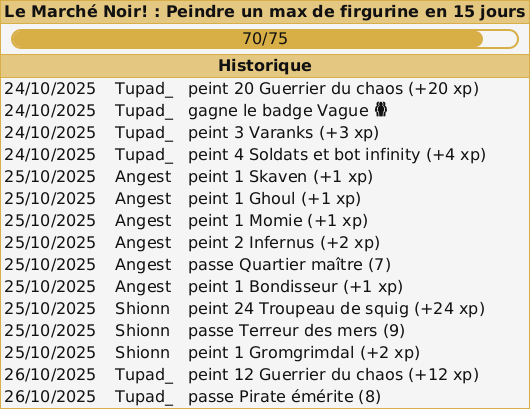 Le Marché Noir! : Peindre un max de firgurine en 15 jours
70/75
Historique
24/10/2025 Tupad_ peint 20 Guerrier du chaos (+20 xp)
24/10/2025 Tupad_ gagne le badge Vague
24/10/2025 Tupad_ peint 3 Varanks (+3 xp)
24/10/2025 Tupad_ peint 4 Soldats et bot infinity (+4 xp)
25/10/2025 Angest peint 1 Skaven (+1 xp)
25/10/2025 Angest peint 1 Ghoul (+1 xp)
25/10/2025 Angest peint 1 Momie (+1 xp)
25/10/2025 Angest peint 2 Infernus (+2 xp)
25/10/2025 Angest passe Quartier maître (7)
25/10/2025 Angest peint 1 Bondisseur (+1 xp)
25/10/2025 Shionn peint 24 Troupeau de squig (+24 xp)
25/10/2025 Shionn passe Terreur des mers (9)
25/10/2025 Shionn peint 1 Gromgrimdal (+2 xp)
26/10/2025 Tupad_ peint 12 Guerrier du chaos (+12 xp)
26/10/2025 Tupad_ passe Pirate émérite (8)